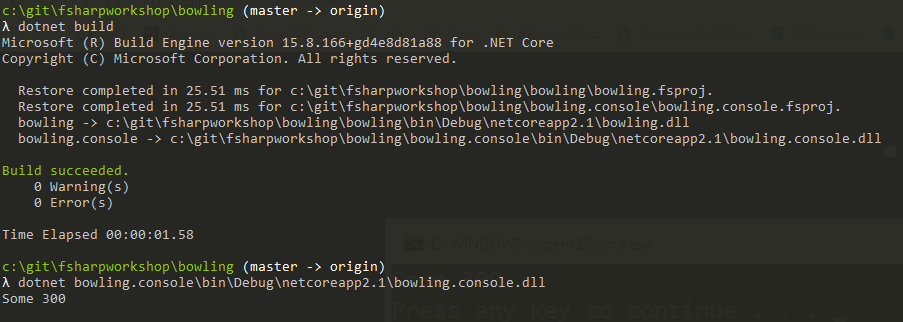 c:\git\fsharpworkshop\bowling (master -> origin)
λ dotnet build
Microsoft (R) Build Engine version 15.8.166+gd4e8d81a88 for .NET Core
Copyright (C) Microsoft Corporation. All rights reserved.
Restore completed in 25.51 ms for c:\git\fsharpworkshop\bowling\bowling\bowling.fsproj.
Restore completed in 25.51 ms for c:\git\fsharpworkshop\bowling\bowling.console\bowling.console.fsproj.
bowling -> c:\git\fsharpworkshop\bowling\bowling\bin\Debug\netcoreapp2.1\bowling.dll
bowling.console -> c:\git\fsharpworkshop\bowling\bowling.console\bin\Debug\netcoreapp2.1\bowling.console.dll
Build succeeded.
0 Warning(s)
0 Error(s)
Time Elapsed 00:00:01.58
C:\WINDOWS\system32\cmd.exe
c:\git\fsharpworkshop\bowling (master -> origin)
λ dotnet bowling.console\bin\Debug\netcoreapp2.1\bowling.console.dll
Some 300
Press any key to continue . . .